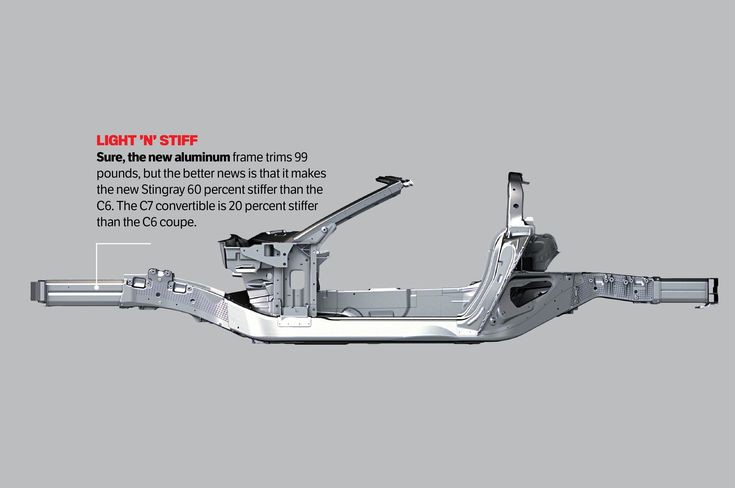 LIGHT 'N' STIFF
Sure, the new aluminum frame trims 99
pounds, but the better news is that it makes
the new Stingray 60 percent stiffer than the
C6. The C7 convertible is 20 percent stiffer
than the C6 coupe.